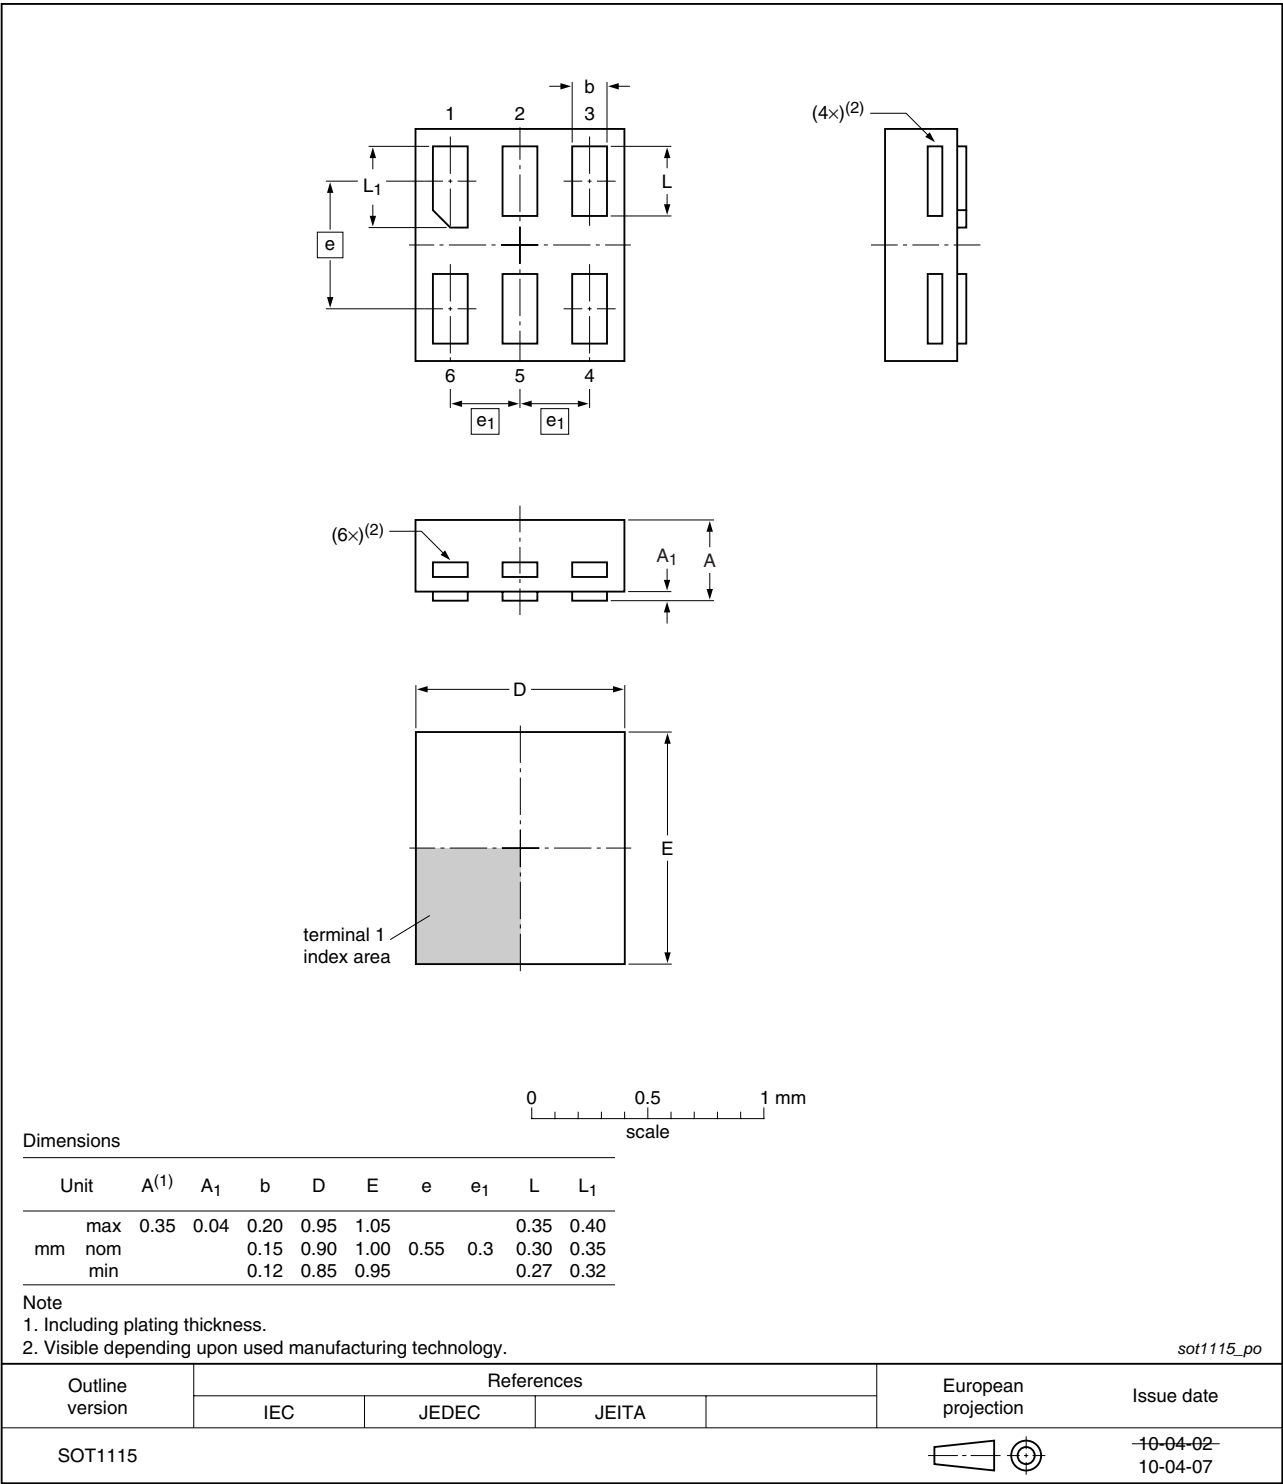 b
1 2 3
(4×)(2)
L1
L
e
6 5 4
e1 e1
(6×)(2)
A1
A
D
E
terminal 1
index area
0 0.5 1 mm
scale
Dimensions
Unit A(1) A1 b D E e e1 L L1
max 0.35 0.04 0.20 0.95 1.05 0.35 0.40
mm nom 0.15 0.90 1.00 0.55 0.3 0.30 0.35
min 0.12 0.85 0.95 0.27 0.32
Note
1. Including plating thickness.
2. Visible depending upon used manufacturing technology.
sot1115_po
Outline version References European projection Issue date
IEC JEDEC JEITA
SOT1115
10-04-02
10-04-07